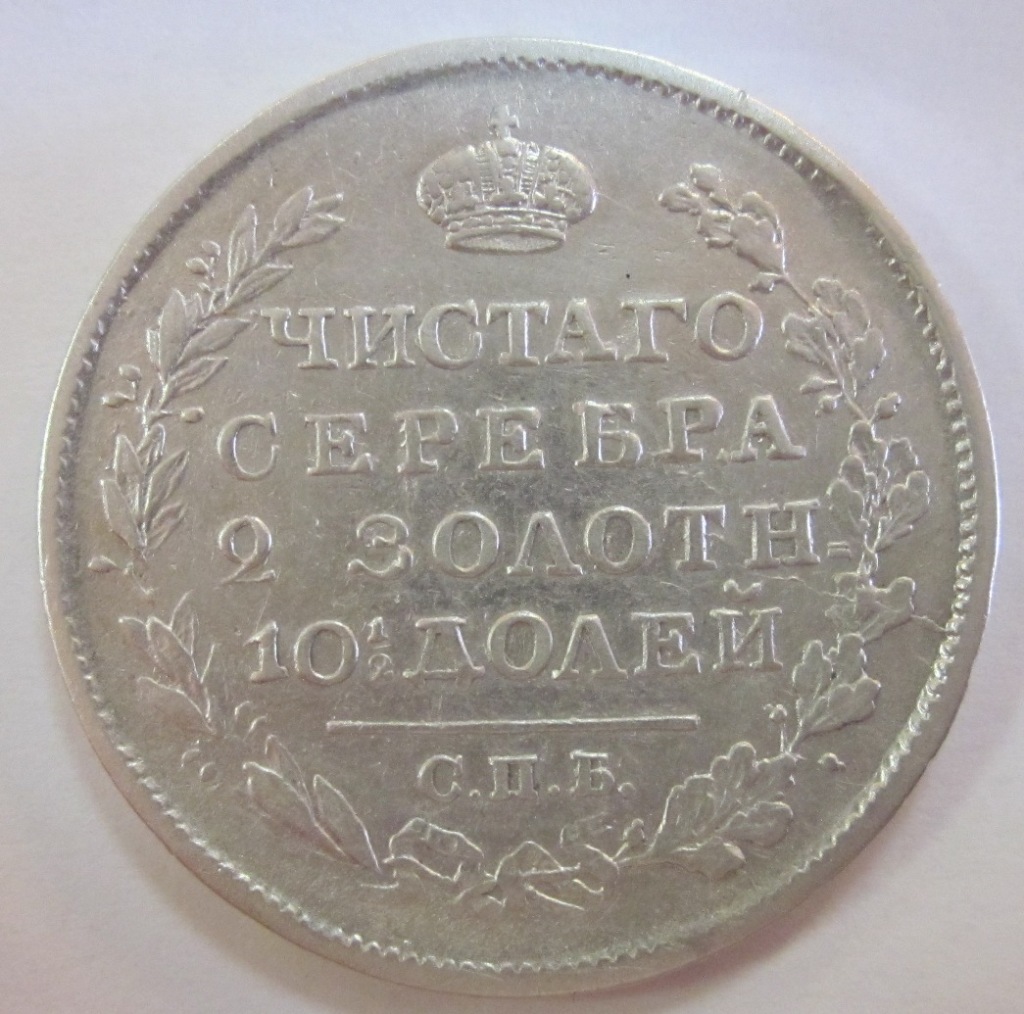 ЧИСТАГО
СЕРЕБРА
2 ЗОЛОТН-
10½ ДОЛЕЙ
С.П.Б.